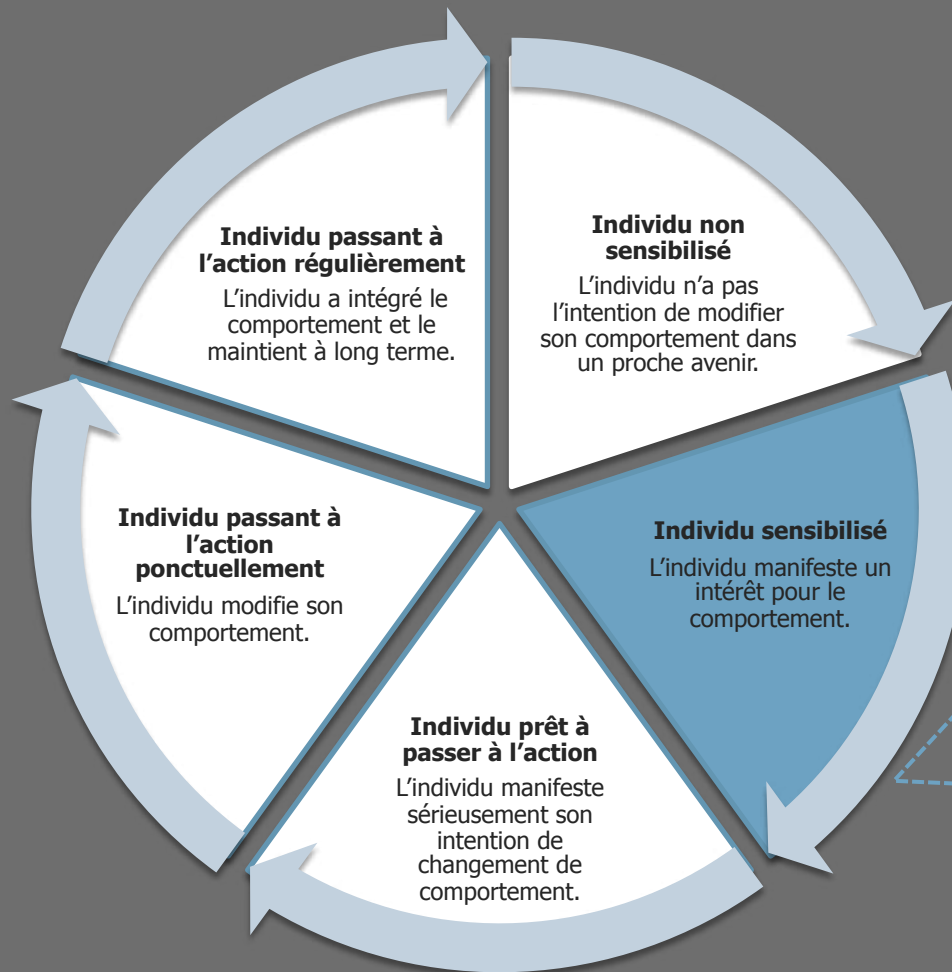 Individu non
sensibilisé
L’individu n’a pas
l’intention de modifier
son comportement dans
un proche avenir.
Individu sensibilisé
L’individu manifeste un
intérêt pour le
comportement.
Individu prêt à
passer à l’action
L’individu manifeste
sérieusement son
intention de
changement de
comportement.
Individu passant à
l’action
ponctuellement
L’individu modifie son
comportement.
Individu passant à
l’action régulièrement
L’individu a intégré le
comportement et le
maintient à long terme.